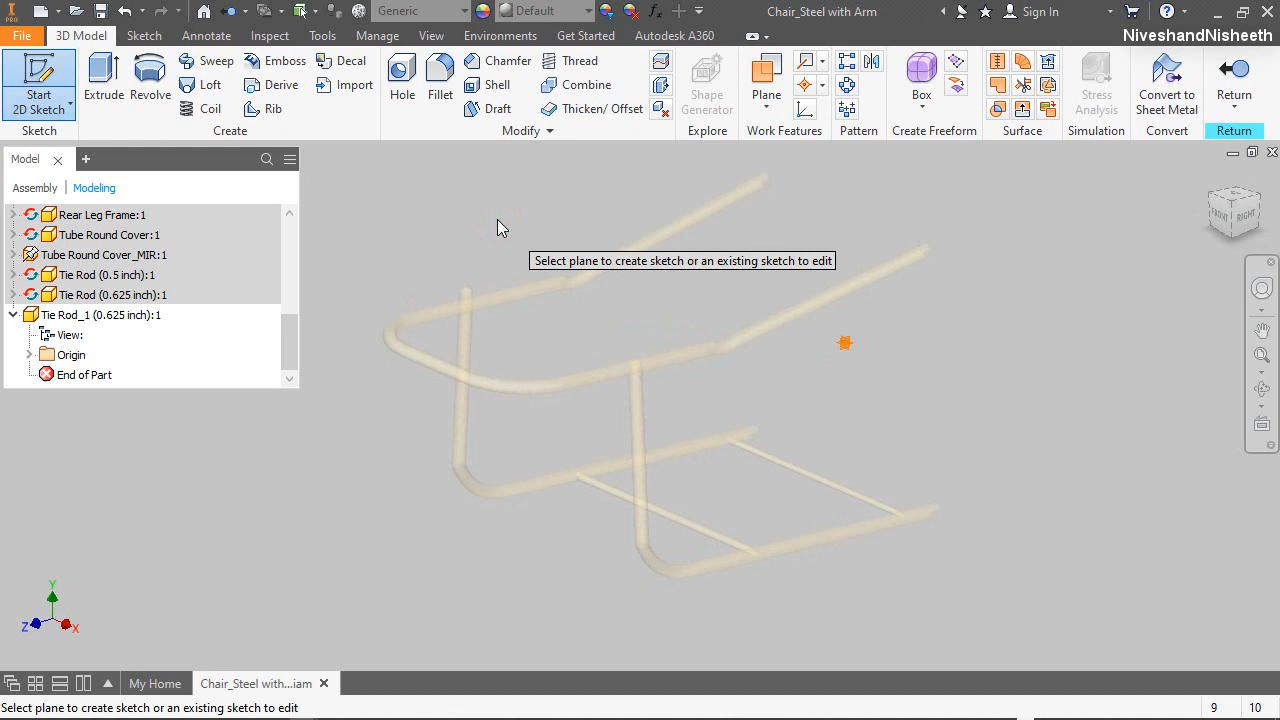 PRO
Generic
Default
Chair_Steel with Arm
Sign In
File
3D Model
Sketch
Annotate
Inspect
Tools
Manage
View
Environments
Get Started
Autodesk A360
NiveshandNisheeth
Start
2D Sketch
Sketch
Extrude
Revolve
Sweep
Loft
Coil
Emboss
Derive
Rib
Decal
Import
Create
Hole
Fillet
Chamfer
Shell
Draft
Thread
Combine
Thicken/ Offset
Modify
Shape
Generator
Explore
Plane
Work Features
Pattern
Box
Create Freeform
Surface
Stress
Analysis
Simulation
Convert to
Sheet Metal
Convert
Return
Return
Model
Assembly
Modeling
Rear Leg Frame:1
Tube Round Cover:1
Tube Round Cover_MIR:1
Tie Rod (0.5 inch):1
Tie Rod (0.625 inch):1
Tie Rod_1 (0.625 inch):1
View:
Origin
End of Part
Select plane to create sketch or an existing sketch to edit
FRONT
RIGHT
Y
Z
X
My Home
Chair_Steel with...iam
Select plane to create sketch or an existing sketch to edit
9
10